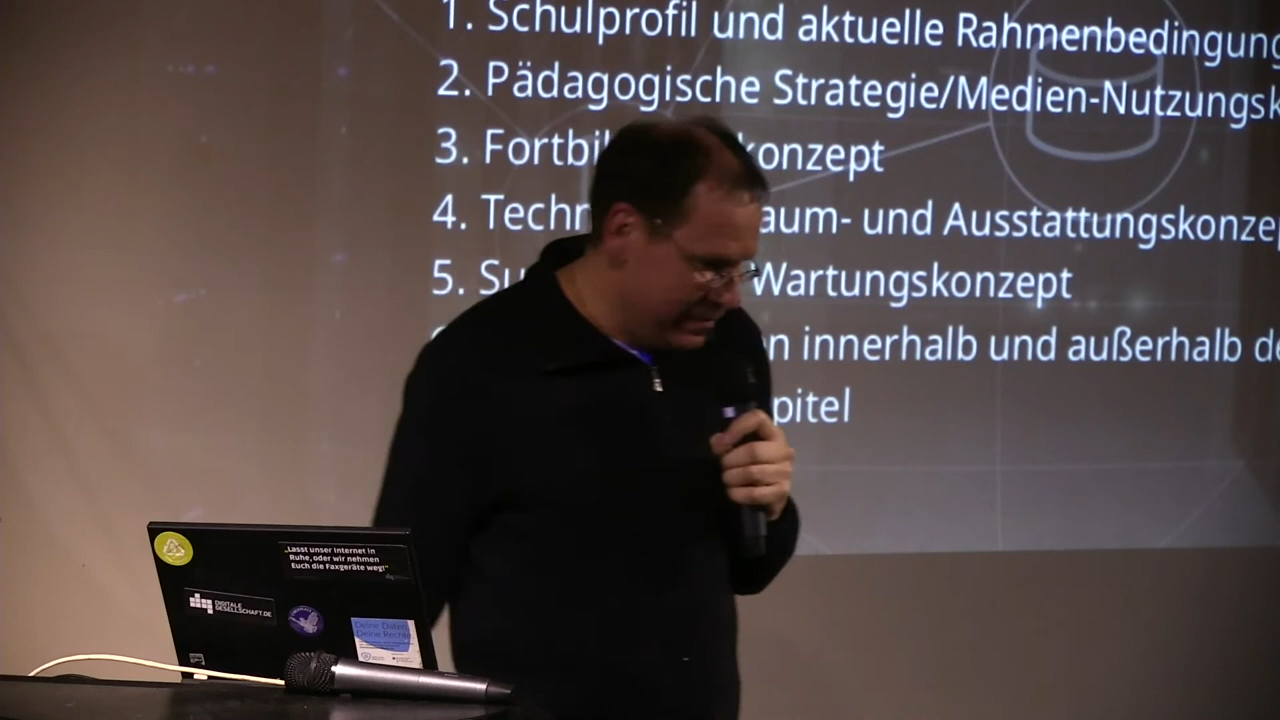 1. Schulprofil und aktuelle Rahmenbedingung
2. Pädagogische Strategie/Medien-Nutzungsk
3. Fortbil konzept
4. Techn aum- und Ausstattungskonze
5. Su Wartungskonzept
n innerhalb und außerhalb de
pitel
„Lasst unser Internet in
Ruhe, oder wir nehmen
Euch die Faxgeräte weg!"
DIGITALE
GESELLSCHAFT.DE
Deine Daten
Deine Rechte